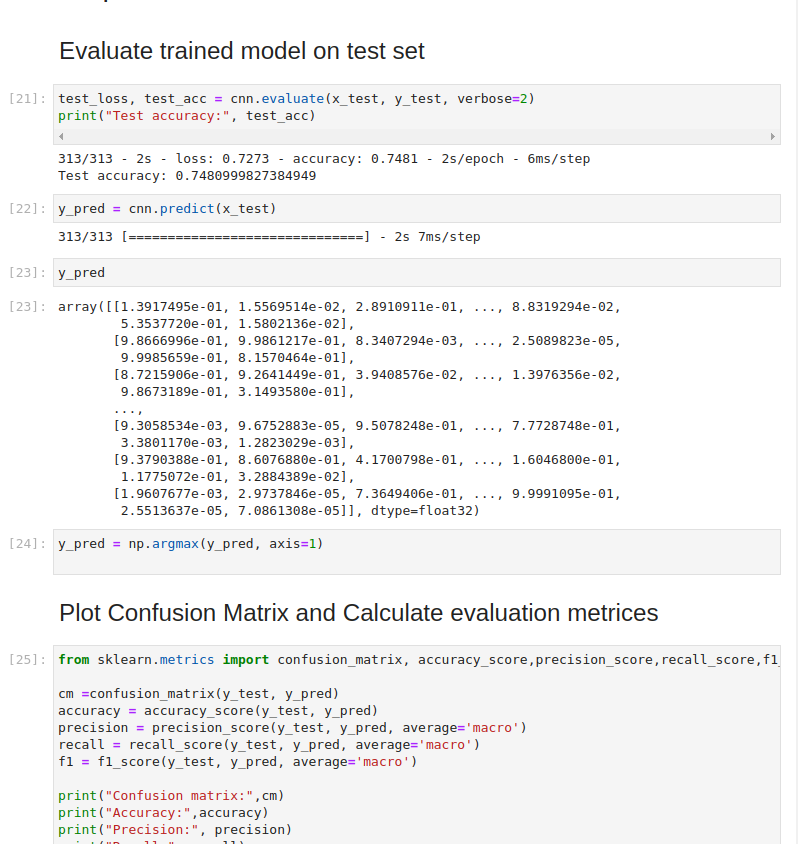 Evaluate trained model on test set
[21]: test_loss, test_acc = cnn.evaluate(x_test, y_test, verbose=2)
print("Test accuracy:", test_acc)
313/313 - 2s - loss: 0.7273 - accuracy: 0.7481 - 2s/epoch - 6ms/step
Test accuracy: 0.7480999827384949
[22]: y_pred = cnn.predict(x_test)
313/313 [==============================] - 2s 7ms/step
[23]: y_pred
[23]: array([[1.3917495e-01, 1.5569514e-02, 2.8910911e-01, ..., 8.8319294e-02,
5.3537720e-01, 1.5802136e-02],
[9.8666996e-01, 9.9861217e-01, 8.3407294e-03, ..., 2.5089823e-05,
9.9985659e-01, 8.1570464e-01],
[8.7215906e-01, 9.2641449e-01, 3.9408576e-02, ..., 1.3976356e-02,
9.8673189e-01, 3.1493580e-01],
...,
[9.3058534e-03, 9.6752883e-05, 9.5078248e-01, ..., 7.7728748e-01,
3.3801170e-03, 1.2823029e-03],
[9.3790388e-01, 8.6076880e-01, 4.1700798e-01, ..., 1.6046800e-01,
1.1775072e-01, 3.2884389e-02],
[1.9607677e-03, 2.9737846e-05, 7.3649406e-01, ..., 9.9991095e-01,
2.5513637e-05, 7.0861308e-05]], dtype=float32)
[24]: y_pred = np.argmax(y_pred, axis=1)
Plot Confusion Matrix and Calculate evaluation metrices
[25]: from sklearn.metrics import confusion_matrix, accuracy_score,precision_score,recall_score,f1_
cm =confusion_matrix(y_test, y_pred)
accuracy = accuracy_score(y_test, y_pred)
precision = precision_score(y_test, y_pred, average='macro')
recall = recall_score(y_test, y_pred, average='macro')
f1 = f1_score(y_test, y_pred, average='macro')
print("Confusion matrix:",cm)
print("Accuracy:",accuracy)
print("Precision:", precision)